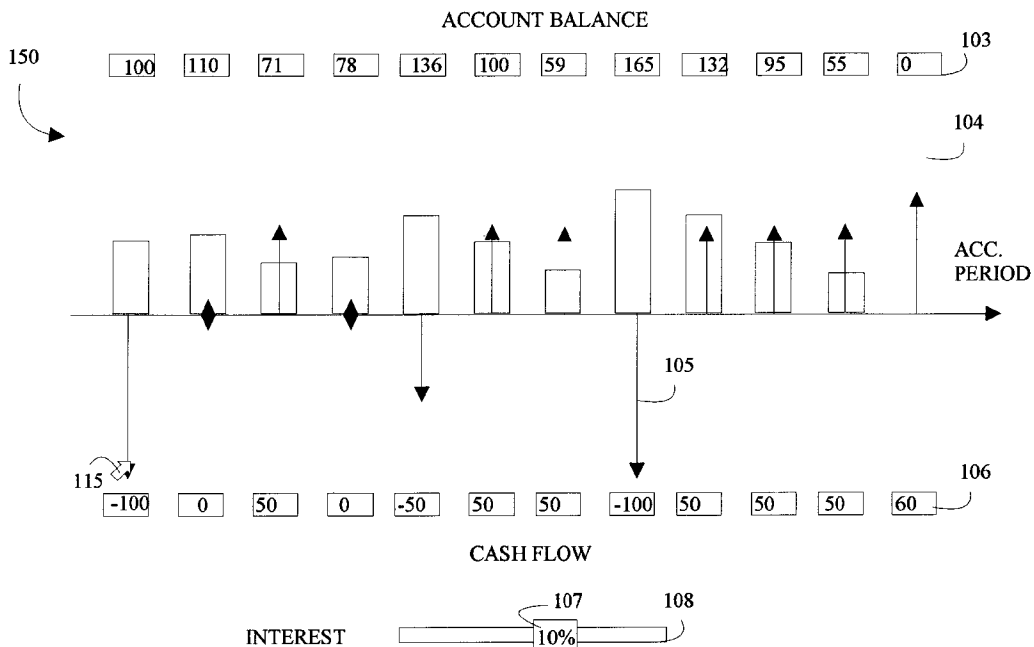 ACCOUNT BALANCE
103
150
100 110 71 78 136 100 59 165 132 95 55 0
104
ACC.
PERIOD
105
115
106
-100 0 50 0 -50 50 50 -100 50 50 50 60
CASH FLOW
107 108
INTEREST 10%